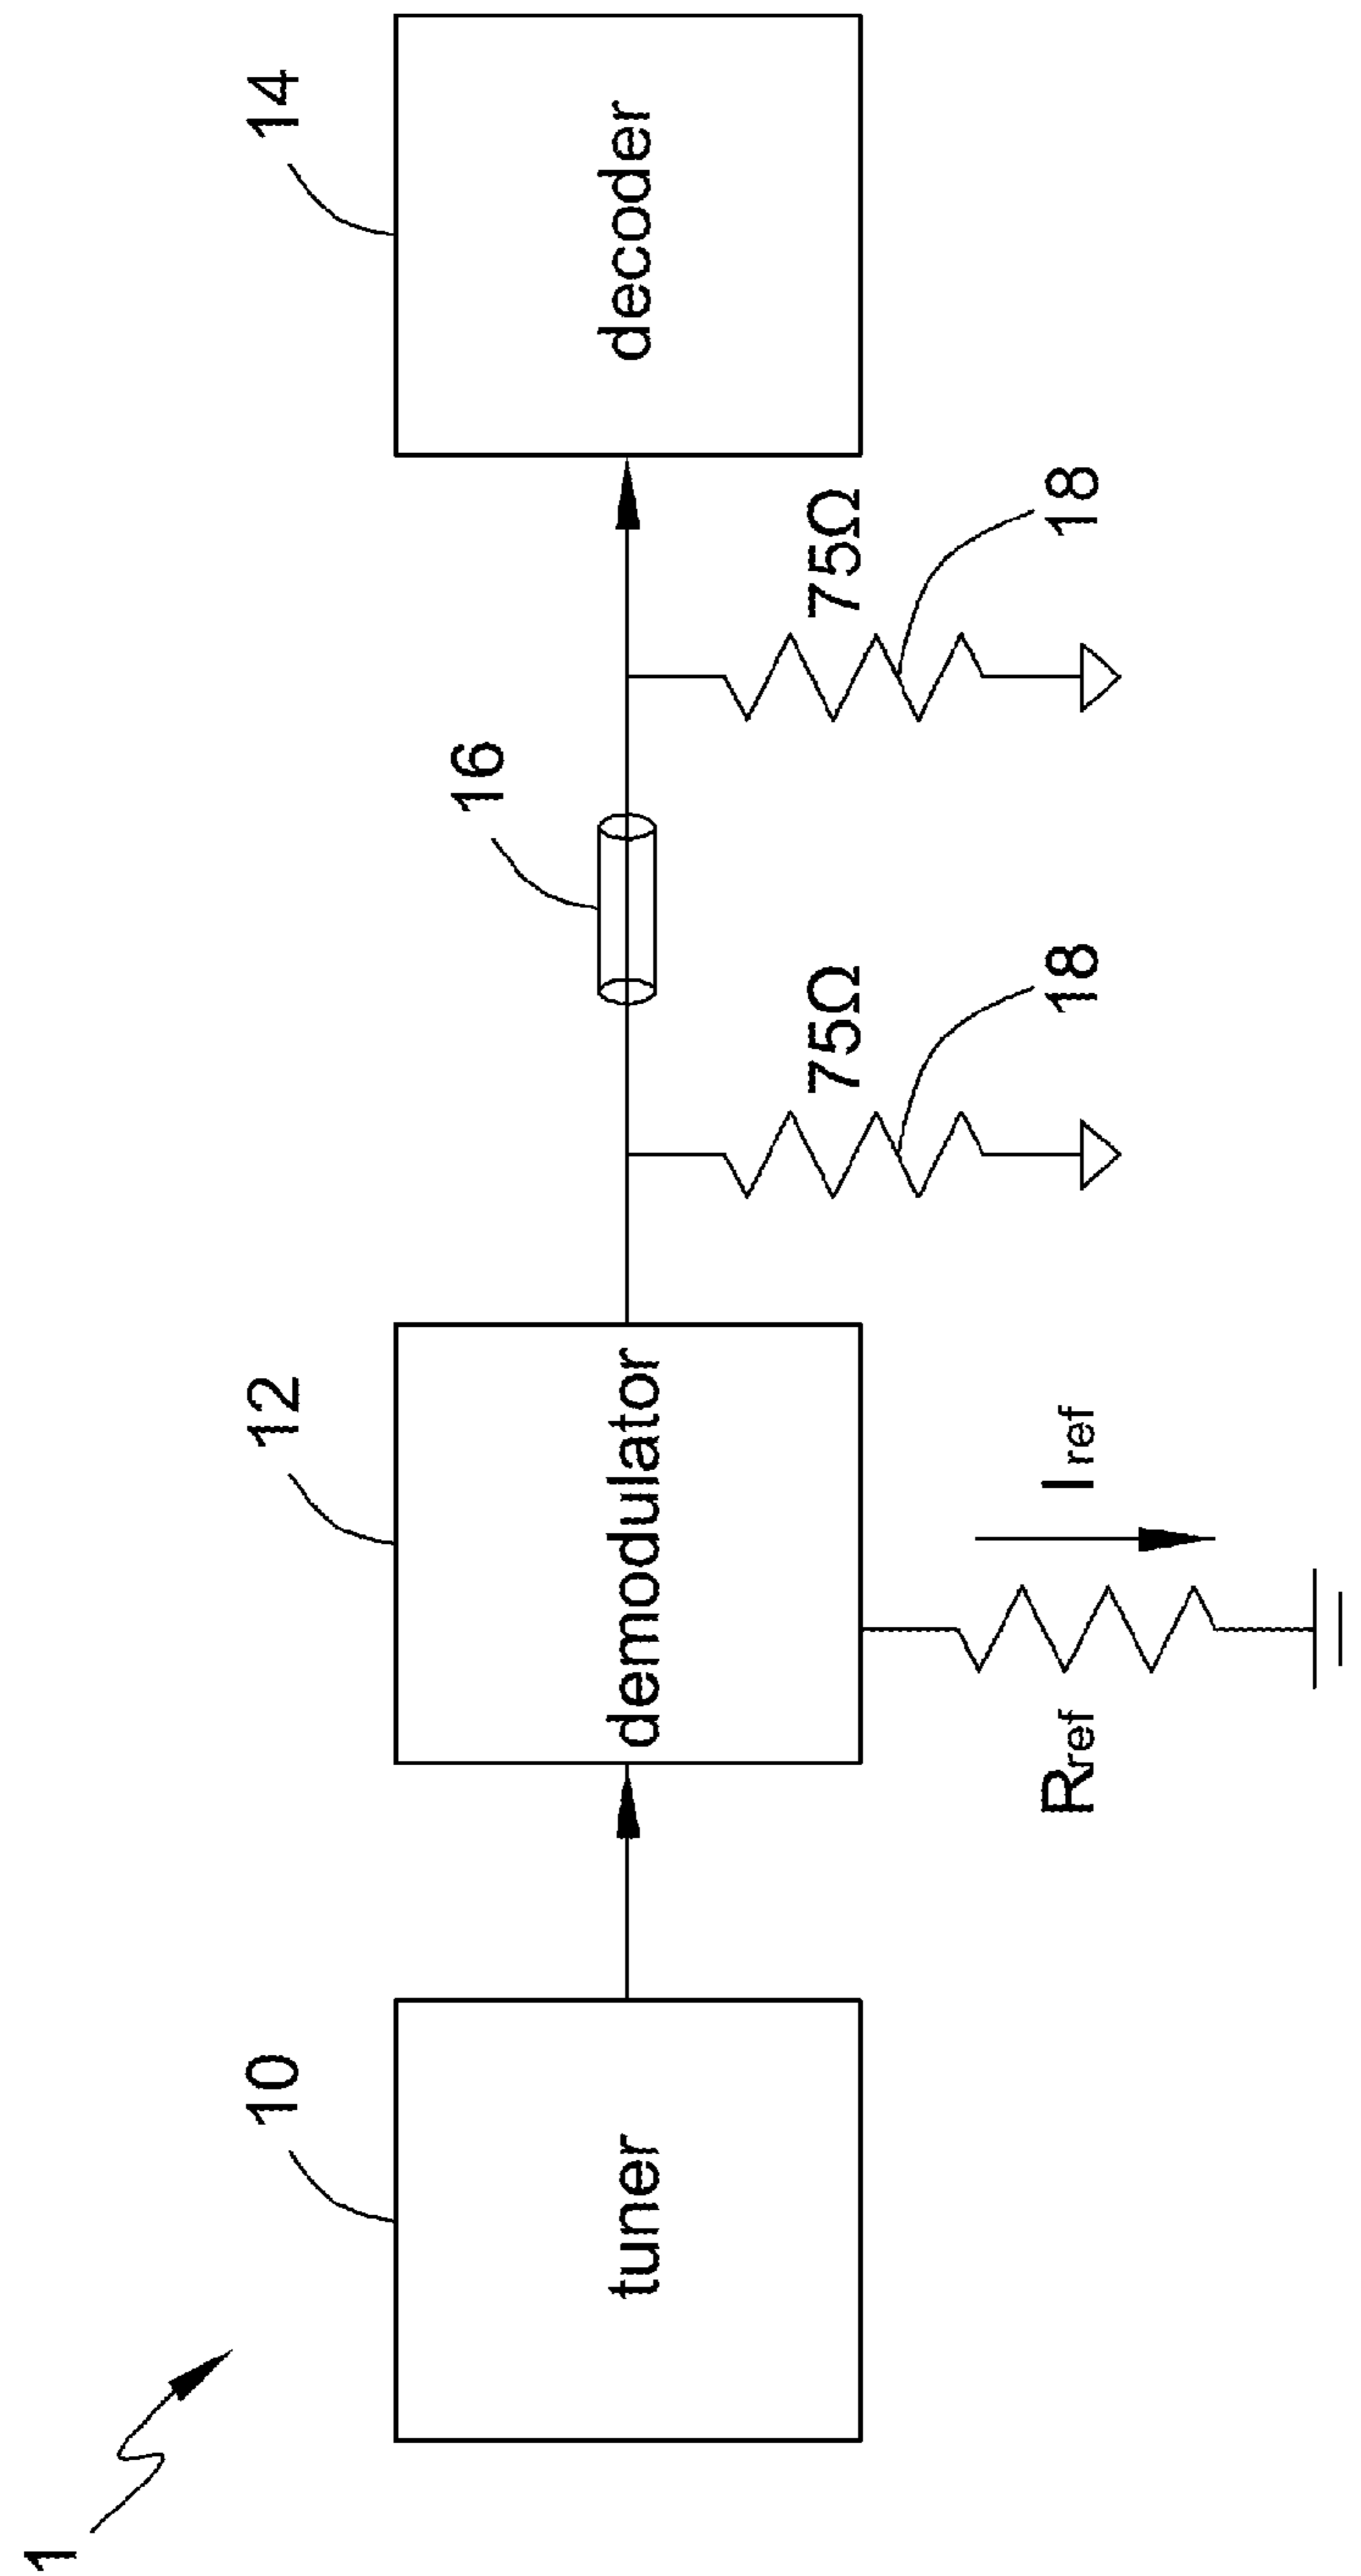 1
10
12
14
16
tuner
demodulator
decoder
75Ω
75Ω
18
18
Rref
Iref